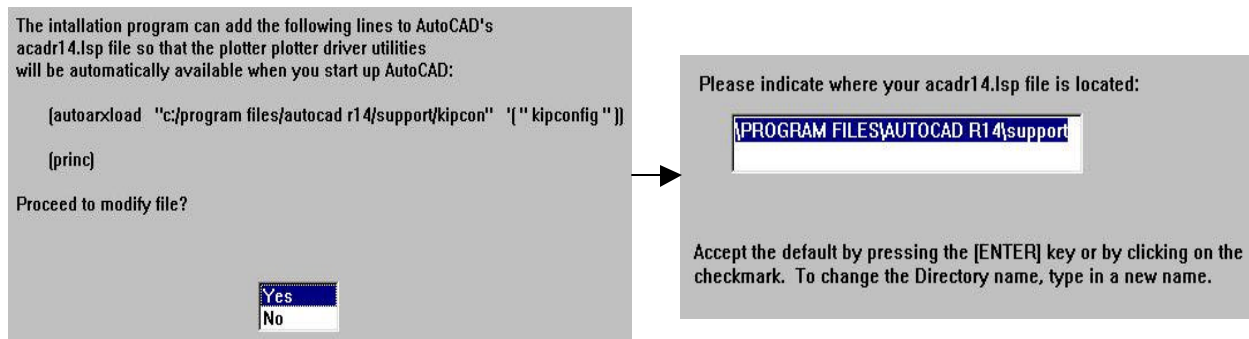 The intallation program can add the following lines to AutoCAD's
acadr14.lsp file so that the plotter plotter driver utilities
will be automatically available when you start up AutoCAD:
(autoarxload "c:/program files/autocad r14/support/kipcon" '( " kipconfig " ))
(princ)
Proceed to modify file?
Yes
No
Please indicate where your acadr14.lsp file is located:
\PROGRAM FILES\AUTOCAD R14\support
Accept the default by pressing the [ENTER] key or by clicking on the
checkmark. To change the Directory name, type in a new name.